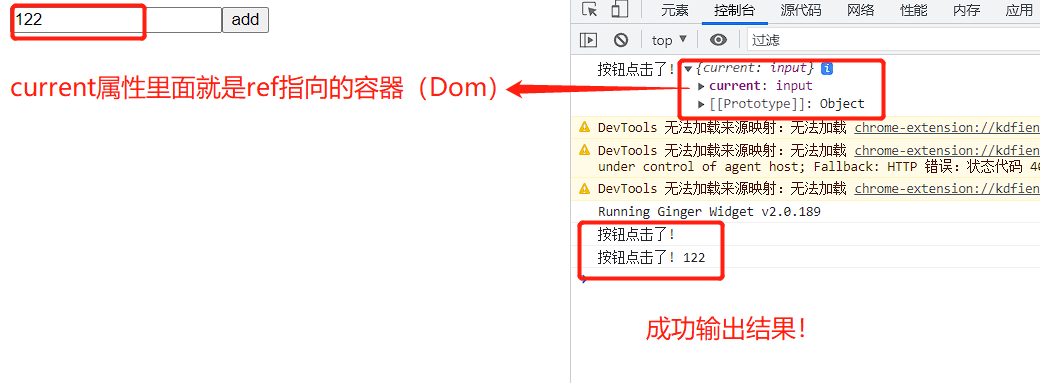 122 add
current属性里面就是ref指向的容器（Dom）
元素 控制台 源代码 网络 性能 内存 应用
top ▼ 过滤
按钮点击了! ▼{current: input} i
▶ current: input
▶ [[Prototype]]: Object
DevTools 无法加载来源映射: 无法加载 chrome-extension://kdfien
DevTools 无法加载来源映射: 无法加载 chrome-extension://kdfien
under control of agent host; Fallback: HTTP 错误: 状态代码 40
DevTools 无法加载来源映射: 无法加载 chrome-extension://kdfien
Running Ginger Widget v2.0.189
按钮点击了!
按钮点击了! 122
成功输出结果！